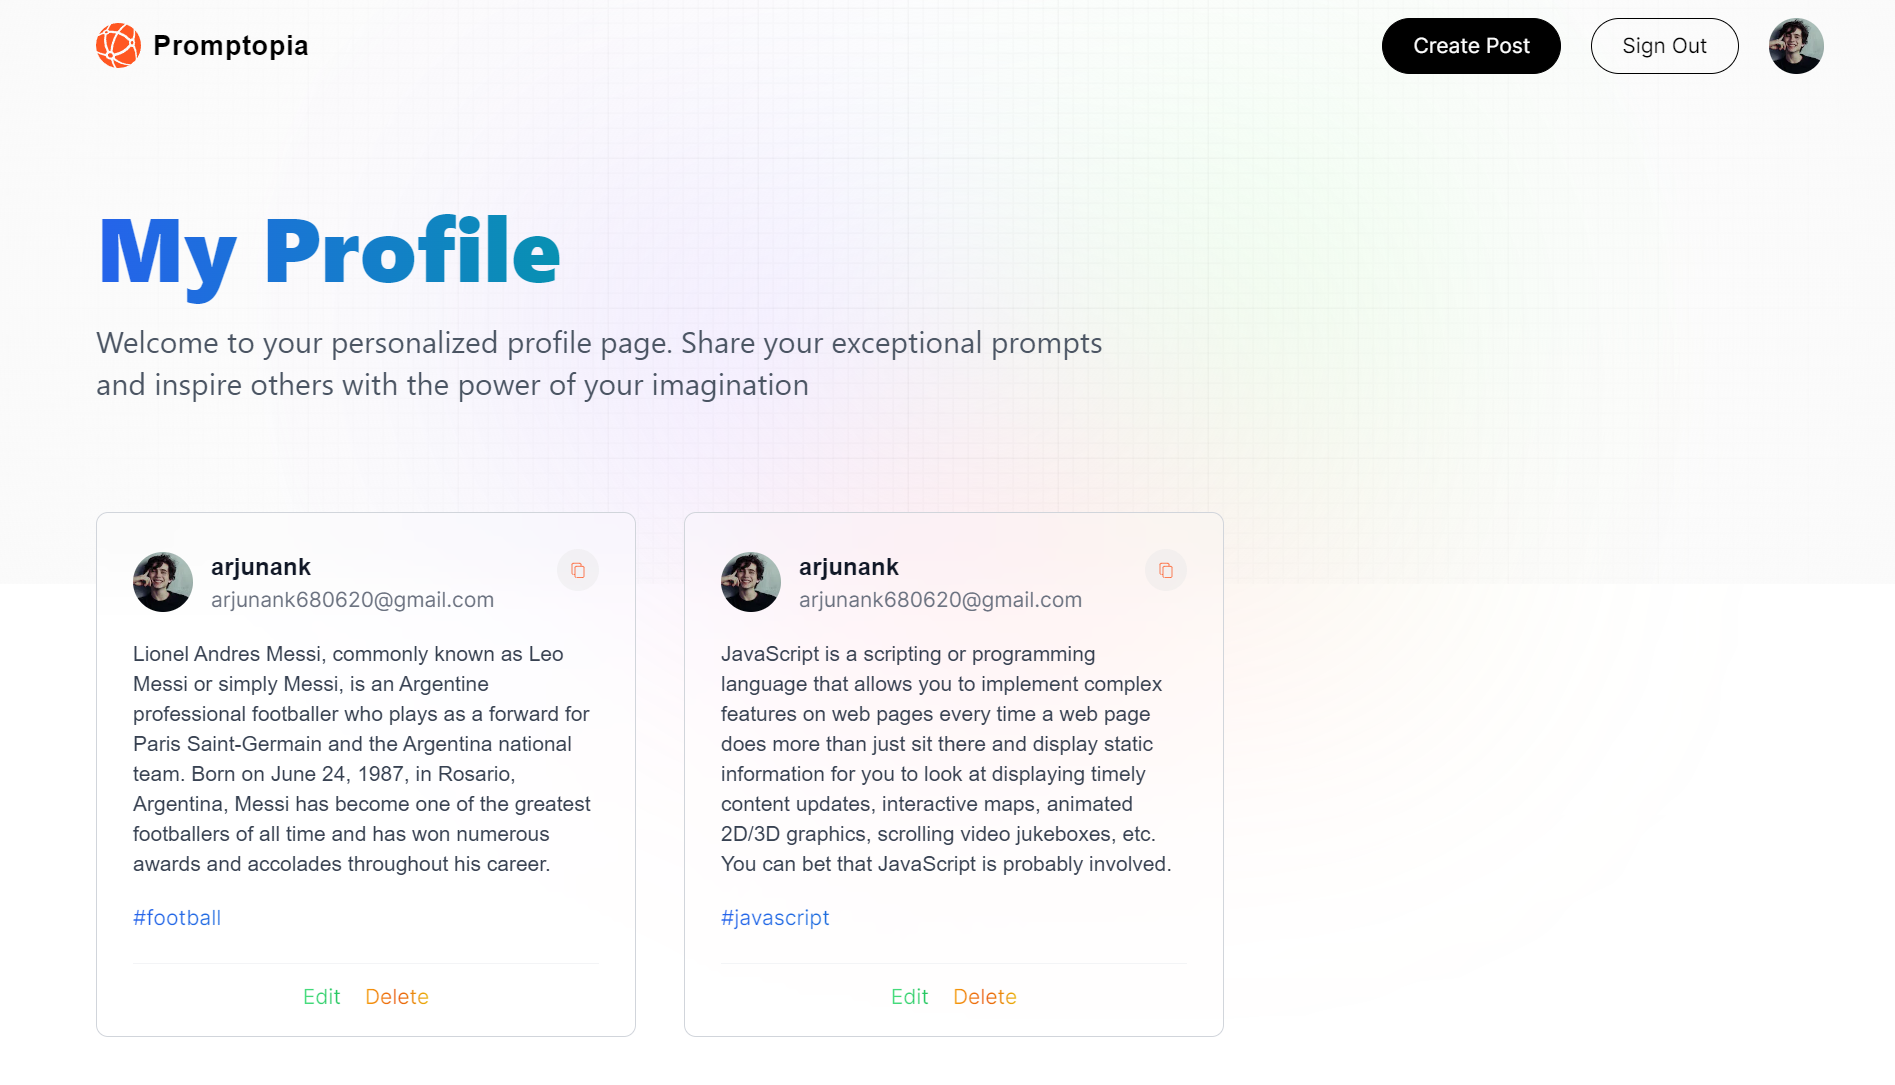 Promptopia
Create Post
Sign Out
My Profile
Welcome to your personalized profile page. Share your exceptional prompts
and inspire others with the power of your imagination
arjunank
arjunank680620@gmail.com
Lionel Andres Messi, commonly known as Leo
Messi or simply Messi, is an Argentine
professional footballer who plays as a forward for
Paris Saint-Germain and the Argentina national
team. Born on June 24, 1987, in Rosario,
Argentina, Messi has become one of the greatest
footballers of all time and has won numerous
awards and accolades throughout his career.
#football
Edit Delete
arjunank
arjunank680620@gmail.com
JavaScript is a scripting or programming
language that allows you to implement complex
features on web pages every time a web page
does more than just sit there and display static
information for you to look at displaying timely
content updates, interactive maps, animated
2D/3D graphics, scrolling video jukeboxes, etc.
You can bet that JavaScript is probably involved.
#javascript
Edit Delete